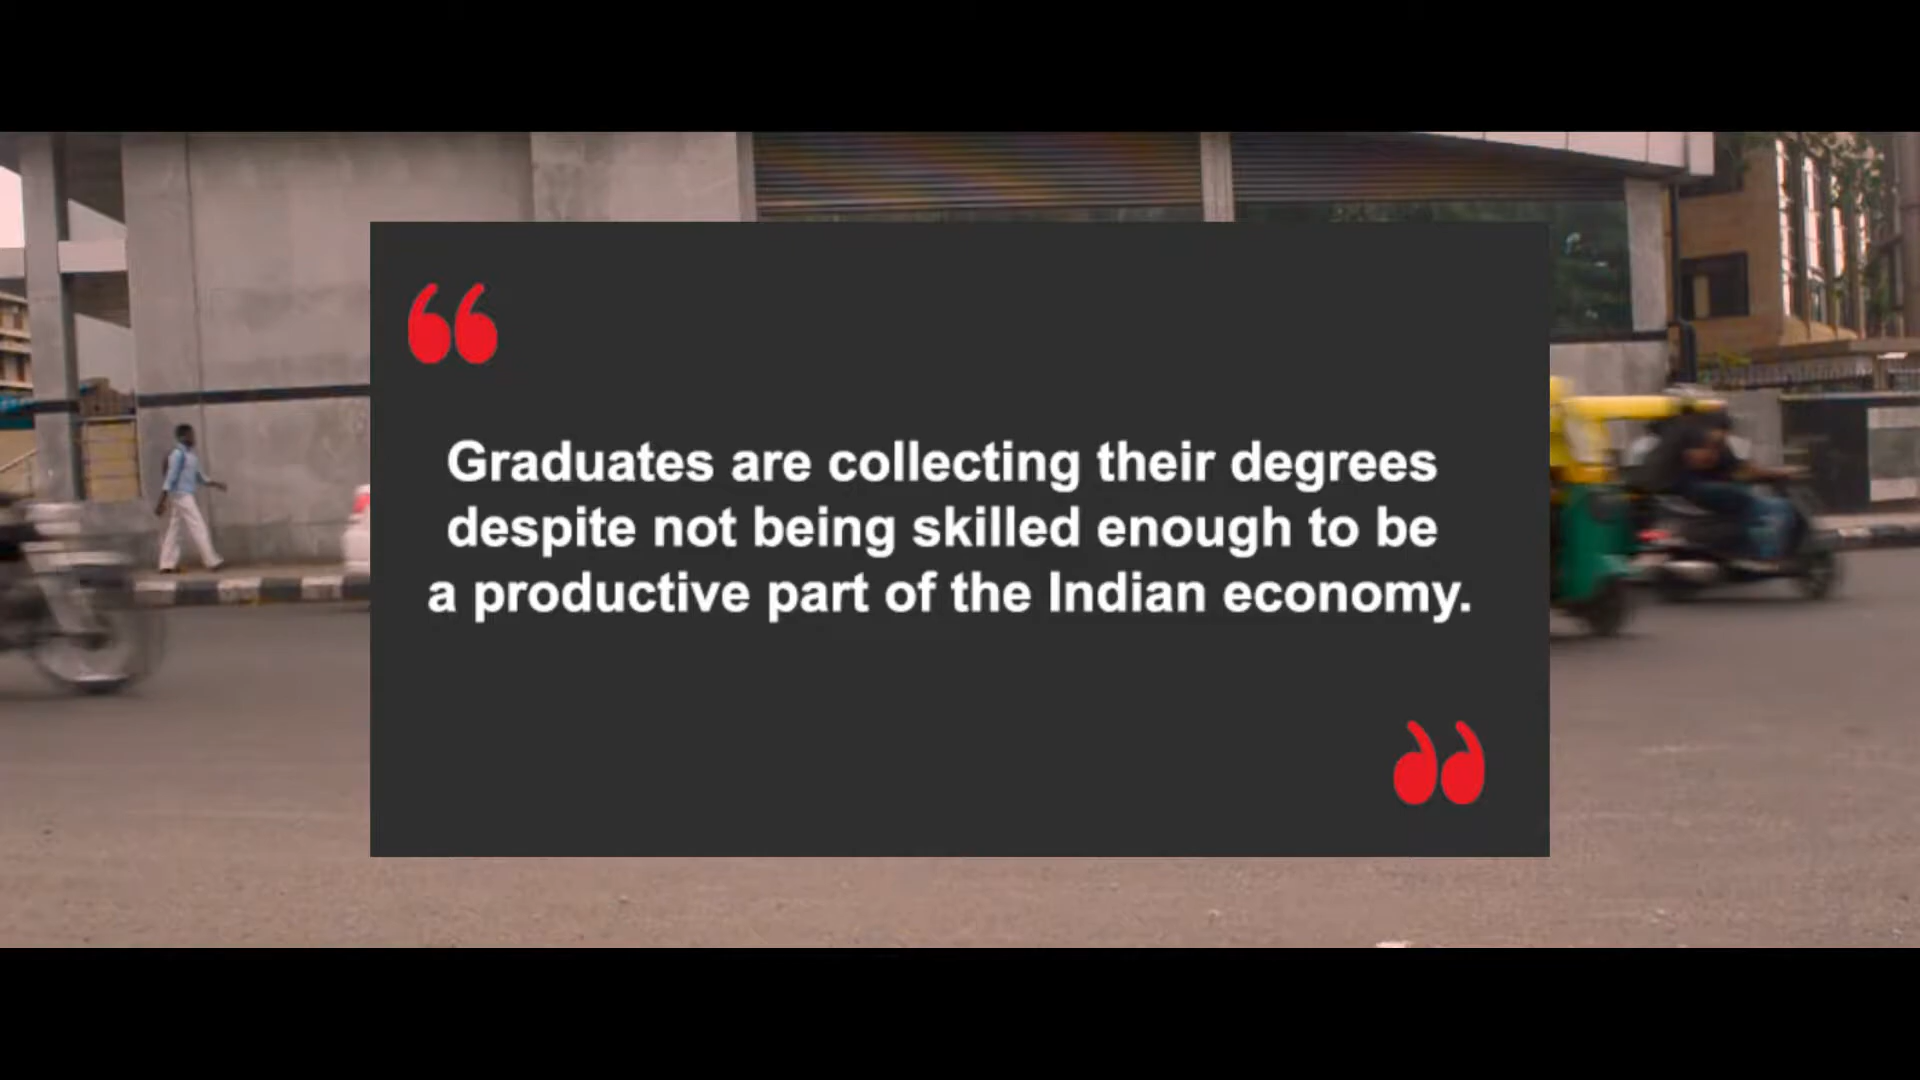 “
Graduates are collecting their degrees
despite not being skilled enough to be
a productive part of the Indian economy.
”